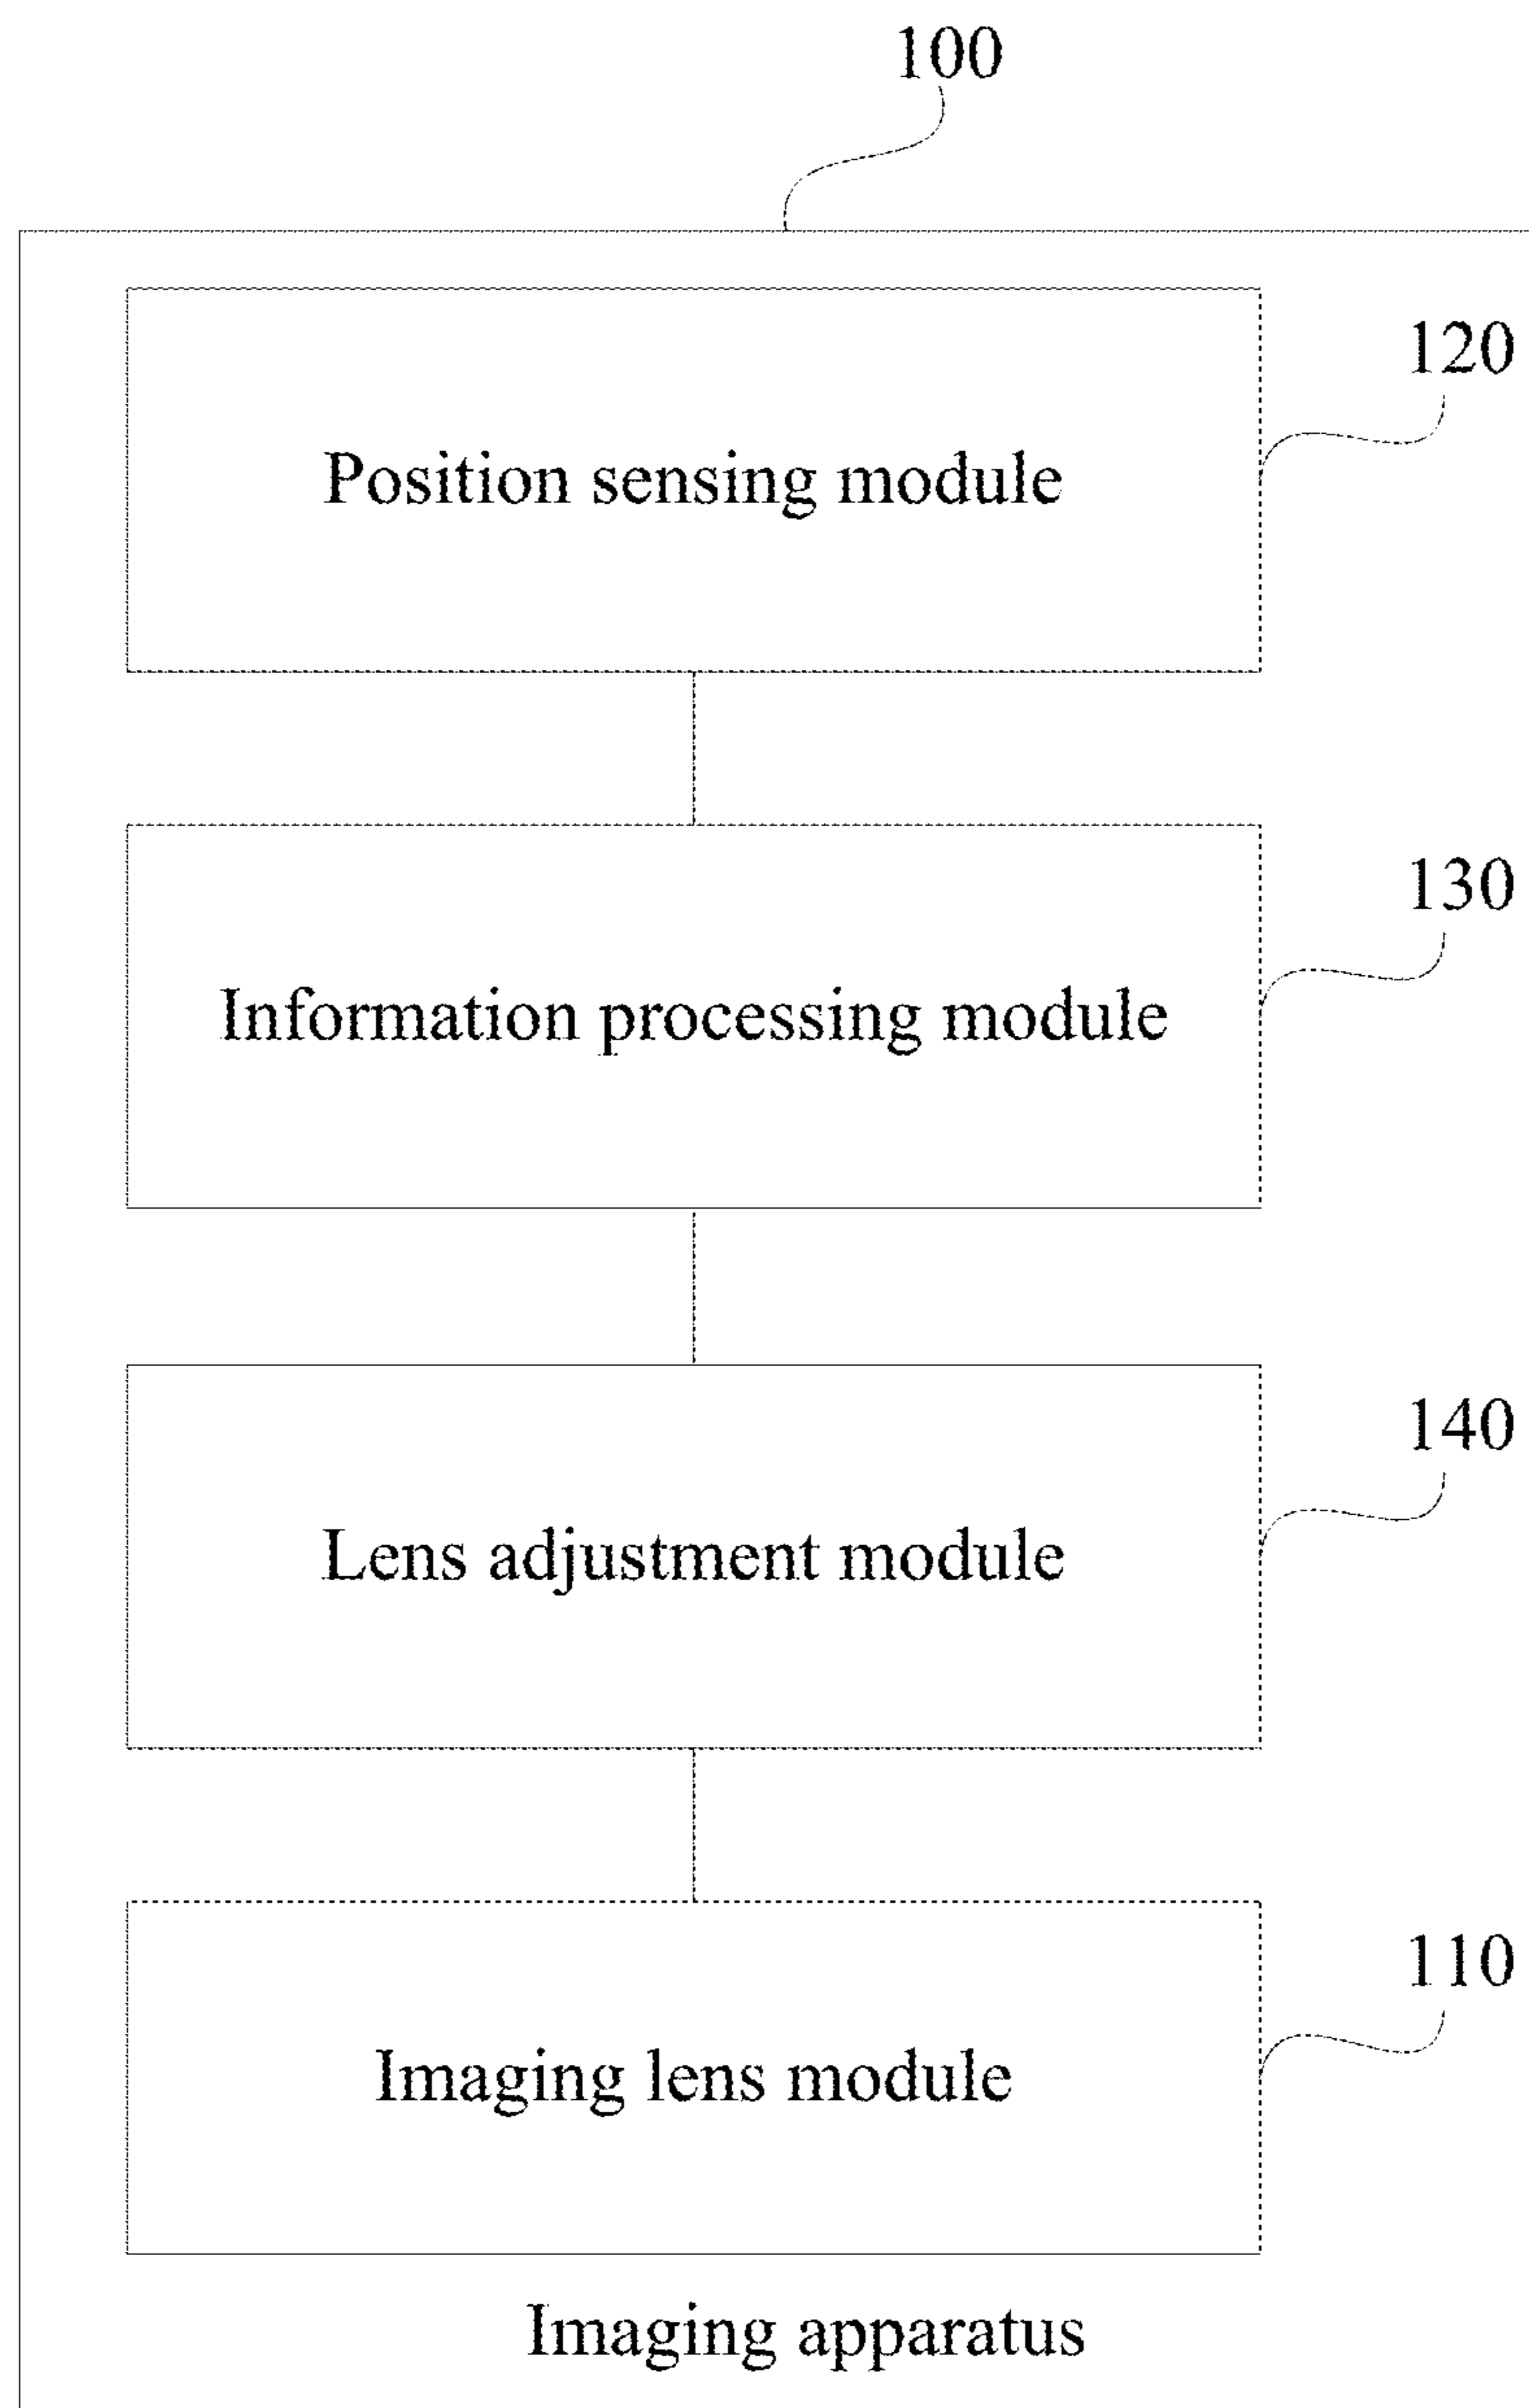 100
120
Position sensing module
130
Information processing module
140
Lens adjustment module
110
Imaging lens module
Imaging apparatus